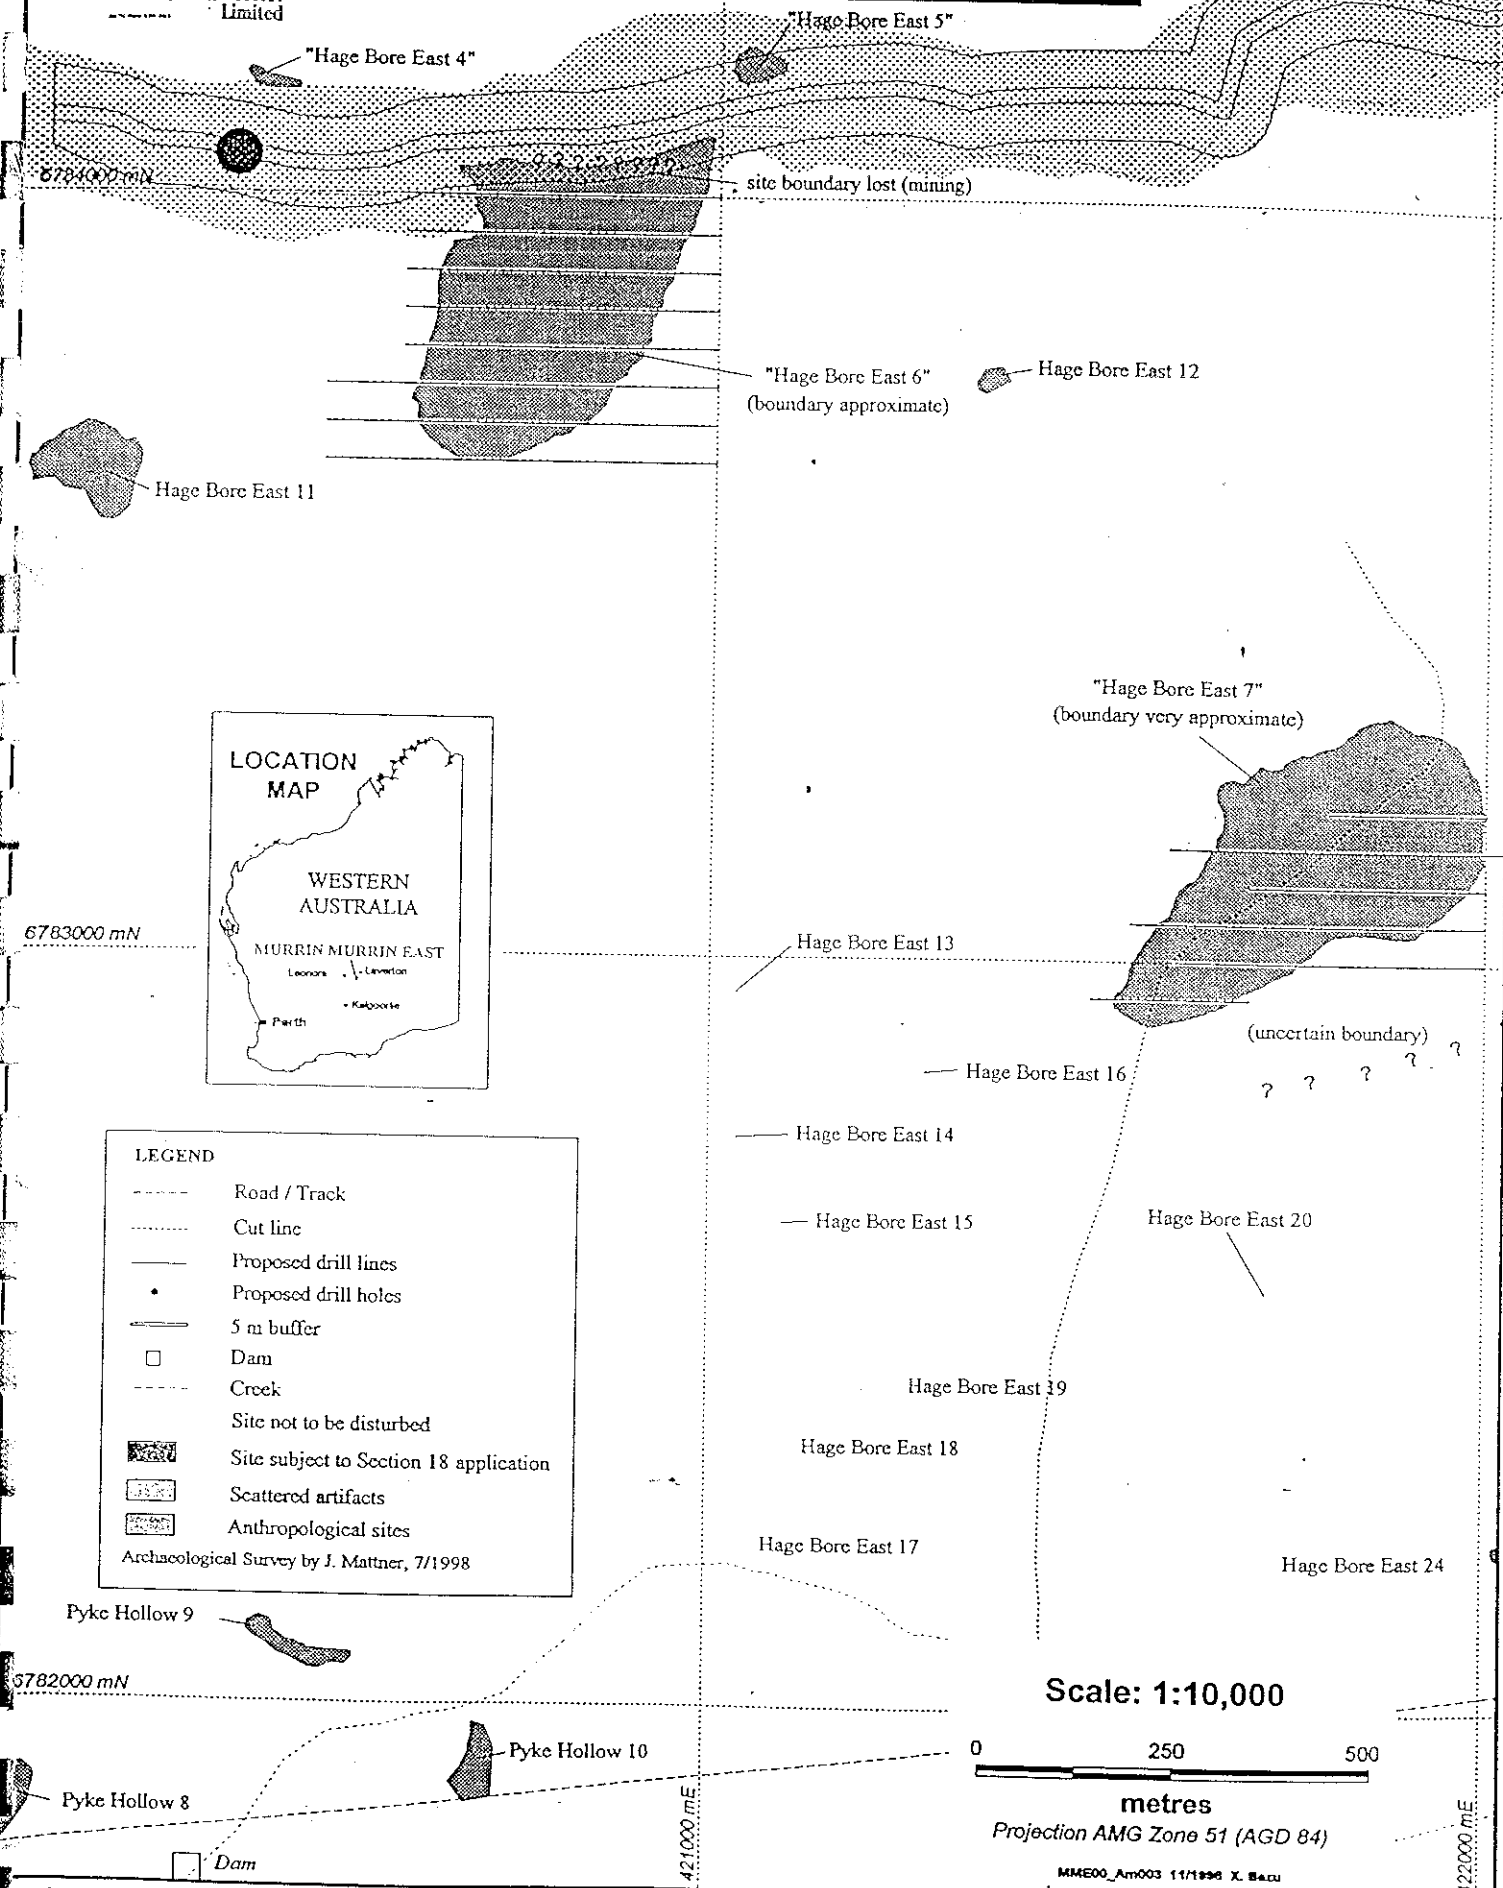 Limited
"Hage Bore East 5"
"Hage Bore East 4"
6784000 mN
? ? ? ? ? ? ? ?
site boundary lost (mining)
"Hage Bore East 6"
(boundary approximate)
Hage Bore East 12
Hage Bore East 11
"Hage Bore East 7"
(boundary very approximate)
LOCATION
MAP
WESTERN
AUSTRALIA
MURRIN MURRIN EAST
Leonora
Laverton
Kalgoorlie
Perth
6783000 mN
Hage Bore East 13
(uncertain boundary)
? ? ? ? ?
Hage Bore East 16
Hage Bore East 14
Hage Bore East 15
Hage Bore East 20
LEGEND
Road / Track
Cut line
Proposed drill lines
Proposed drill holes
5 m buffer
Dam
Creek
Site not to be disturbed
Site subject to Section 18 application
Scattered artifacts
Anthropological sites
Archaeological Survey by J. Mattner, 7/1998
Hage Bore East 19
Hage Bore East 18
Hage Bore East 17
Hage Bore East 24
Pyke Hollow 9
6782000 mN
Scale: 1:10,000
0 250 500
metres
Projection AMG Zone 51 (AGD 84)
Pyke Hollow 10
Pyke Hollow 8
Dam
421000 mE
422000 mE
MME00_Am003 11/1998 X.